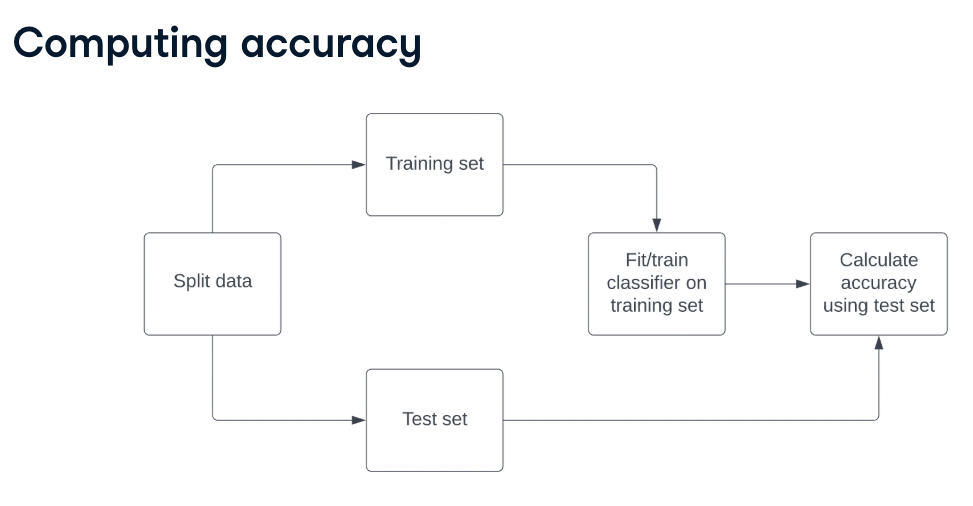 Computing accuracy
Training set
Split data
Fit/train
classifier on
training set
Calculate
accuracy
using test set
Test set